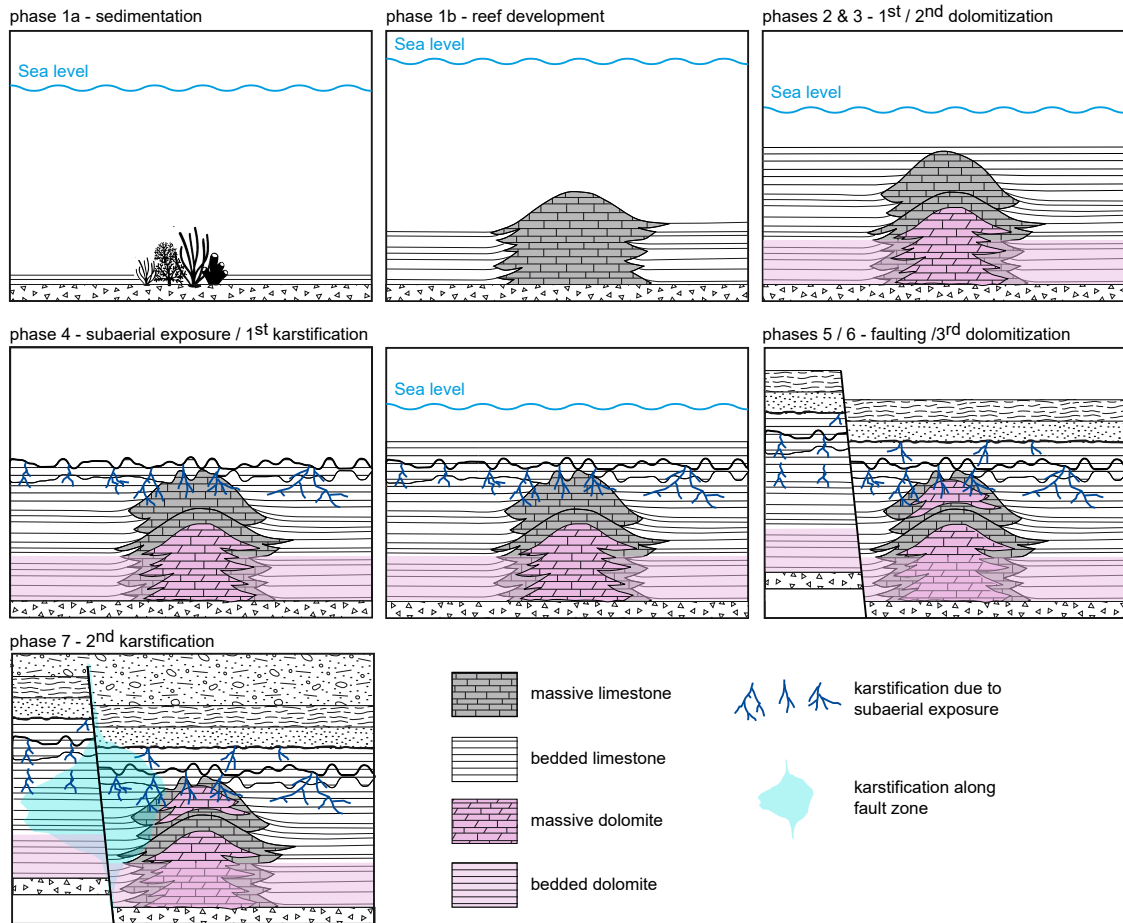 phase 1a - sedimentation
phase 1b - reef development
phases 2 & 3 - 1st / 2nd dolomitization
Sea level
Sea level
Sea level
phase 4 - subaerial exposure / 1st karstification
phases 5 / 6 - faulting /3rd dolomitization
Sea level
phase 7 - 2nd karstification
massive limestone
bedded limestone
massive dolomite
bedded dolomite
karstification due to
subaerial exposure
karstification along
fault zone